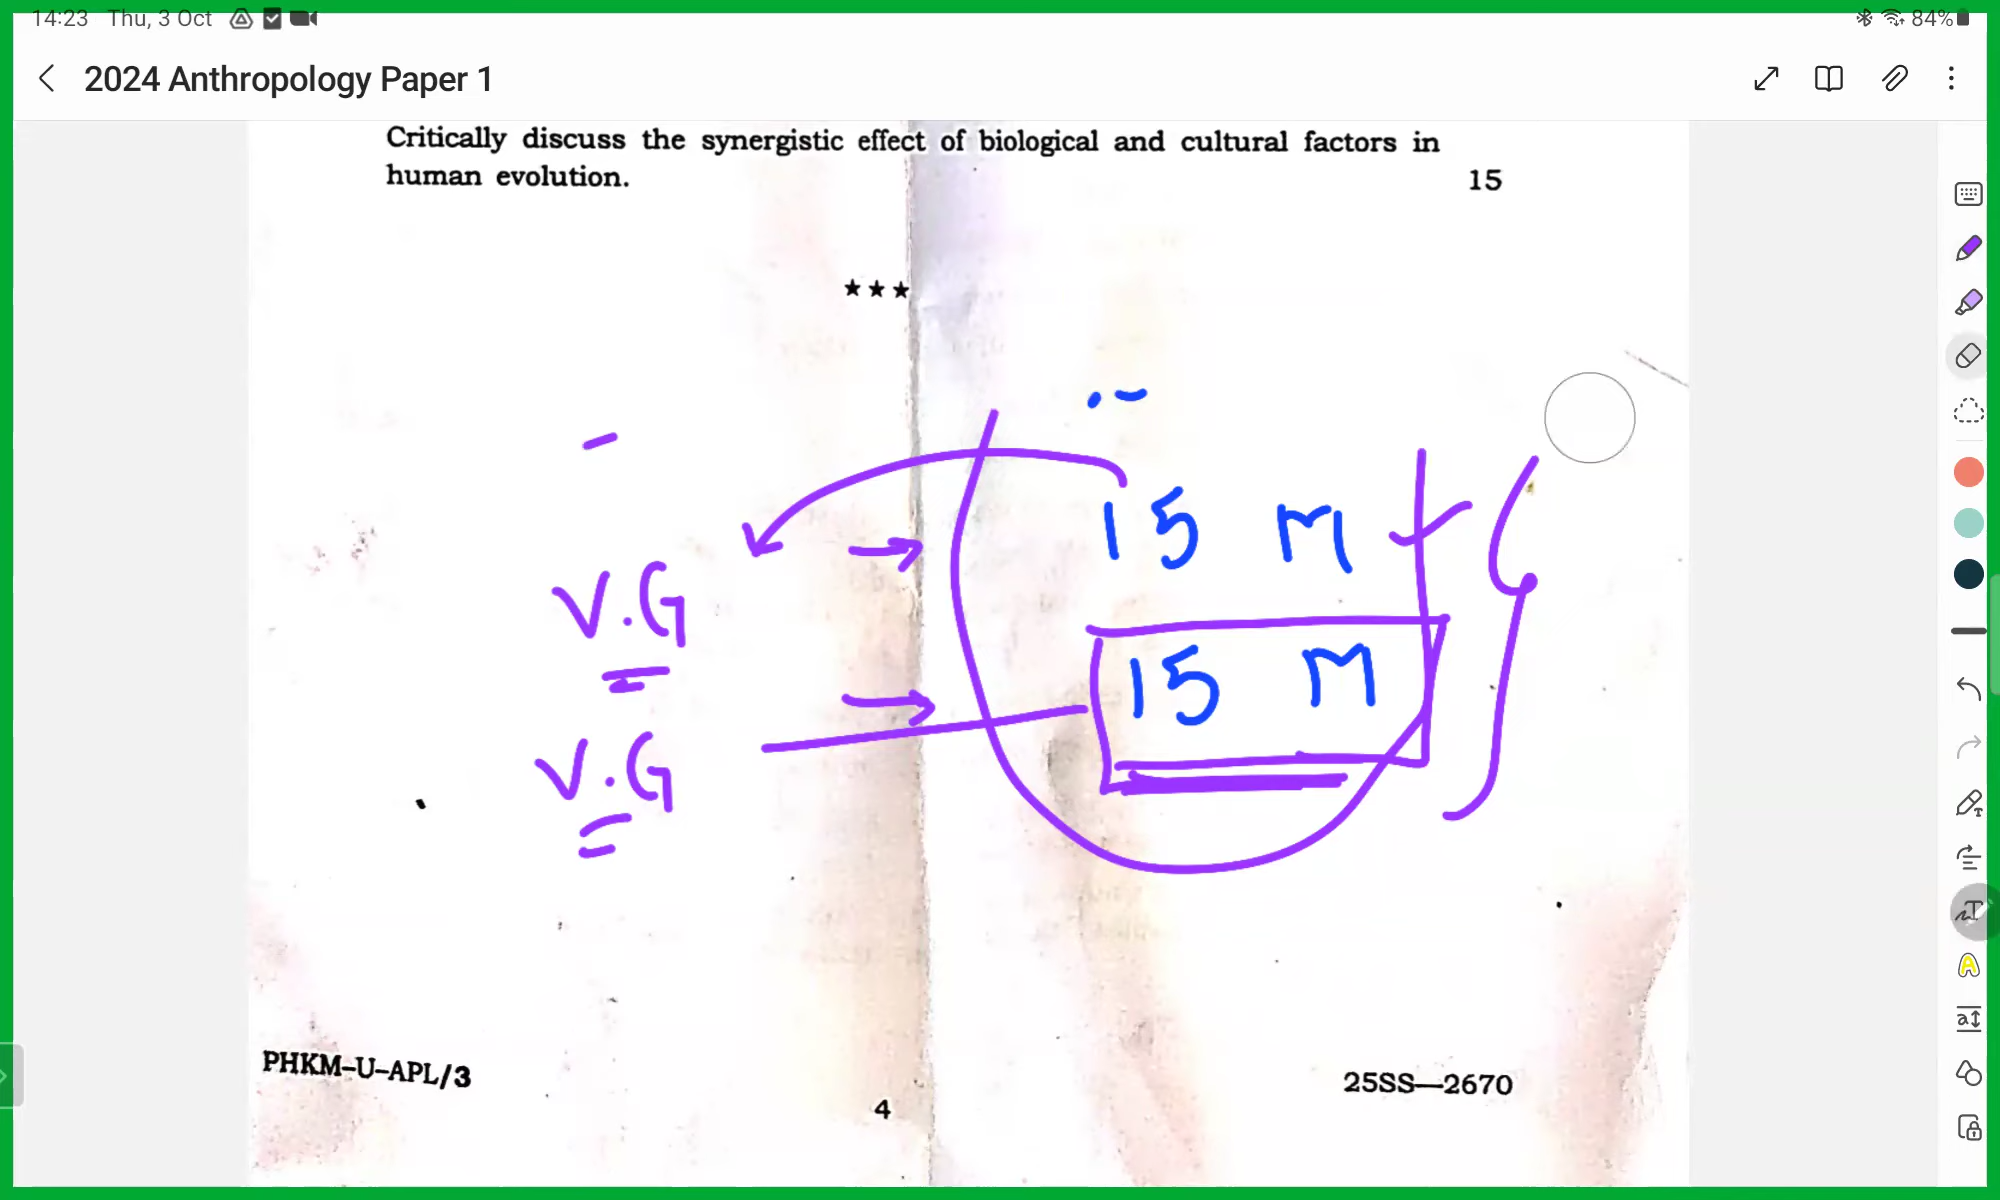 14:23 Thu, 3 Oct 84%
2024 Anthropology Paper 1
Critically discuss the synergistic effect of biological and cultural factors in
human evolution. 15
★★★
15 M
V.G
15 M
V.G
PHKM–U–APL/3
25SS—2670
4